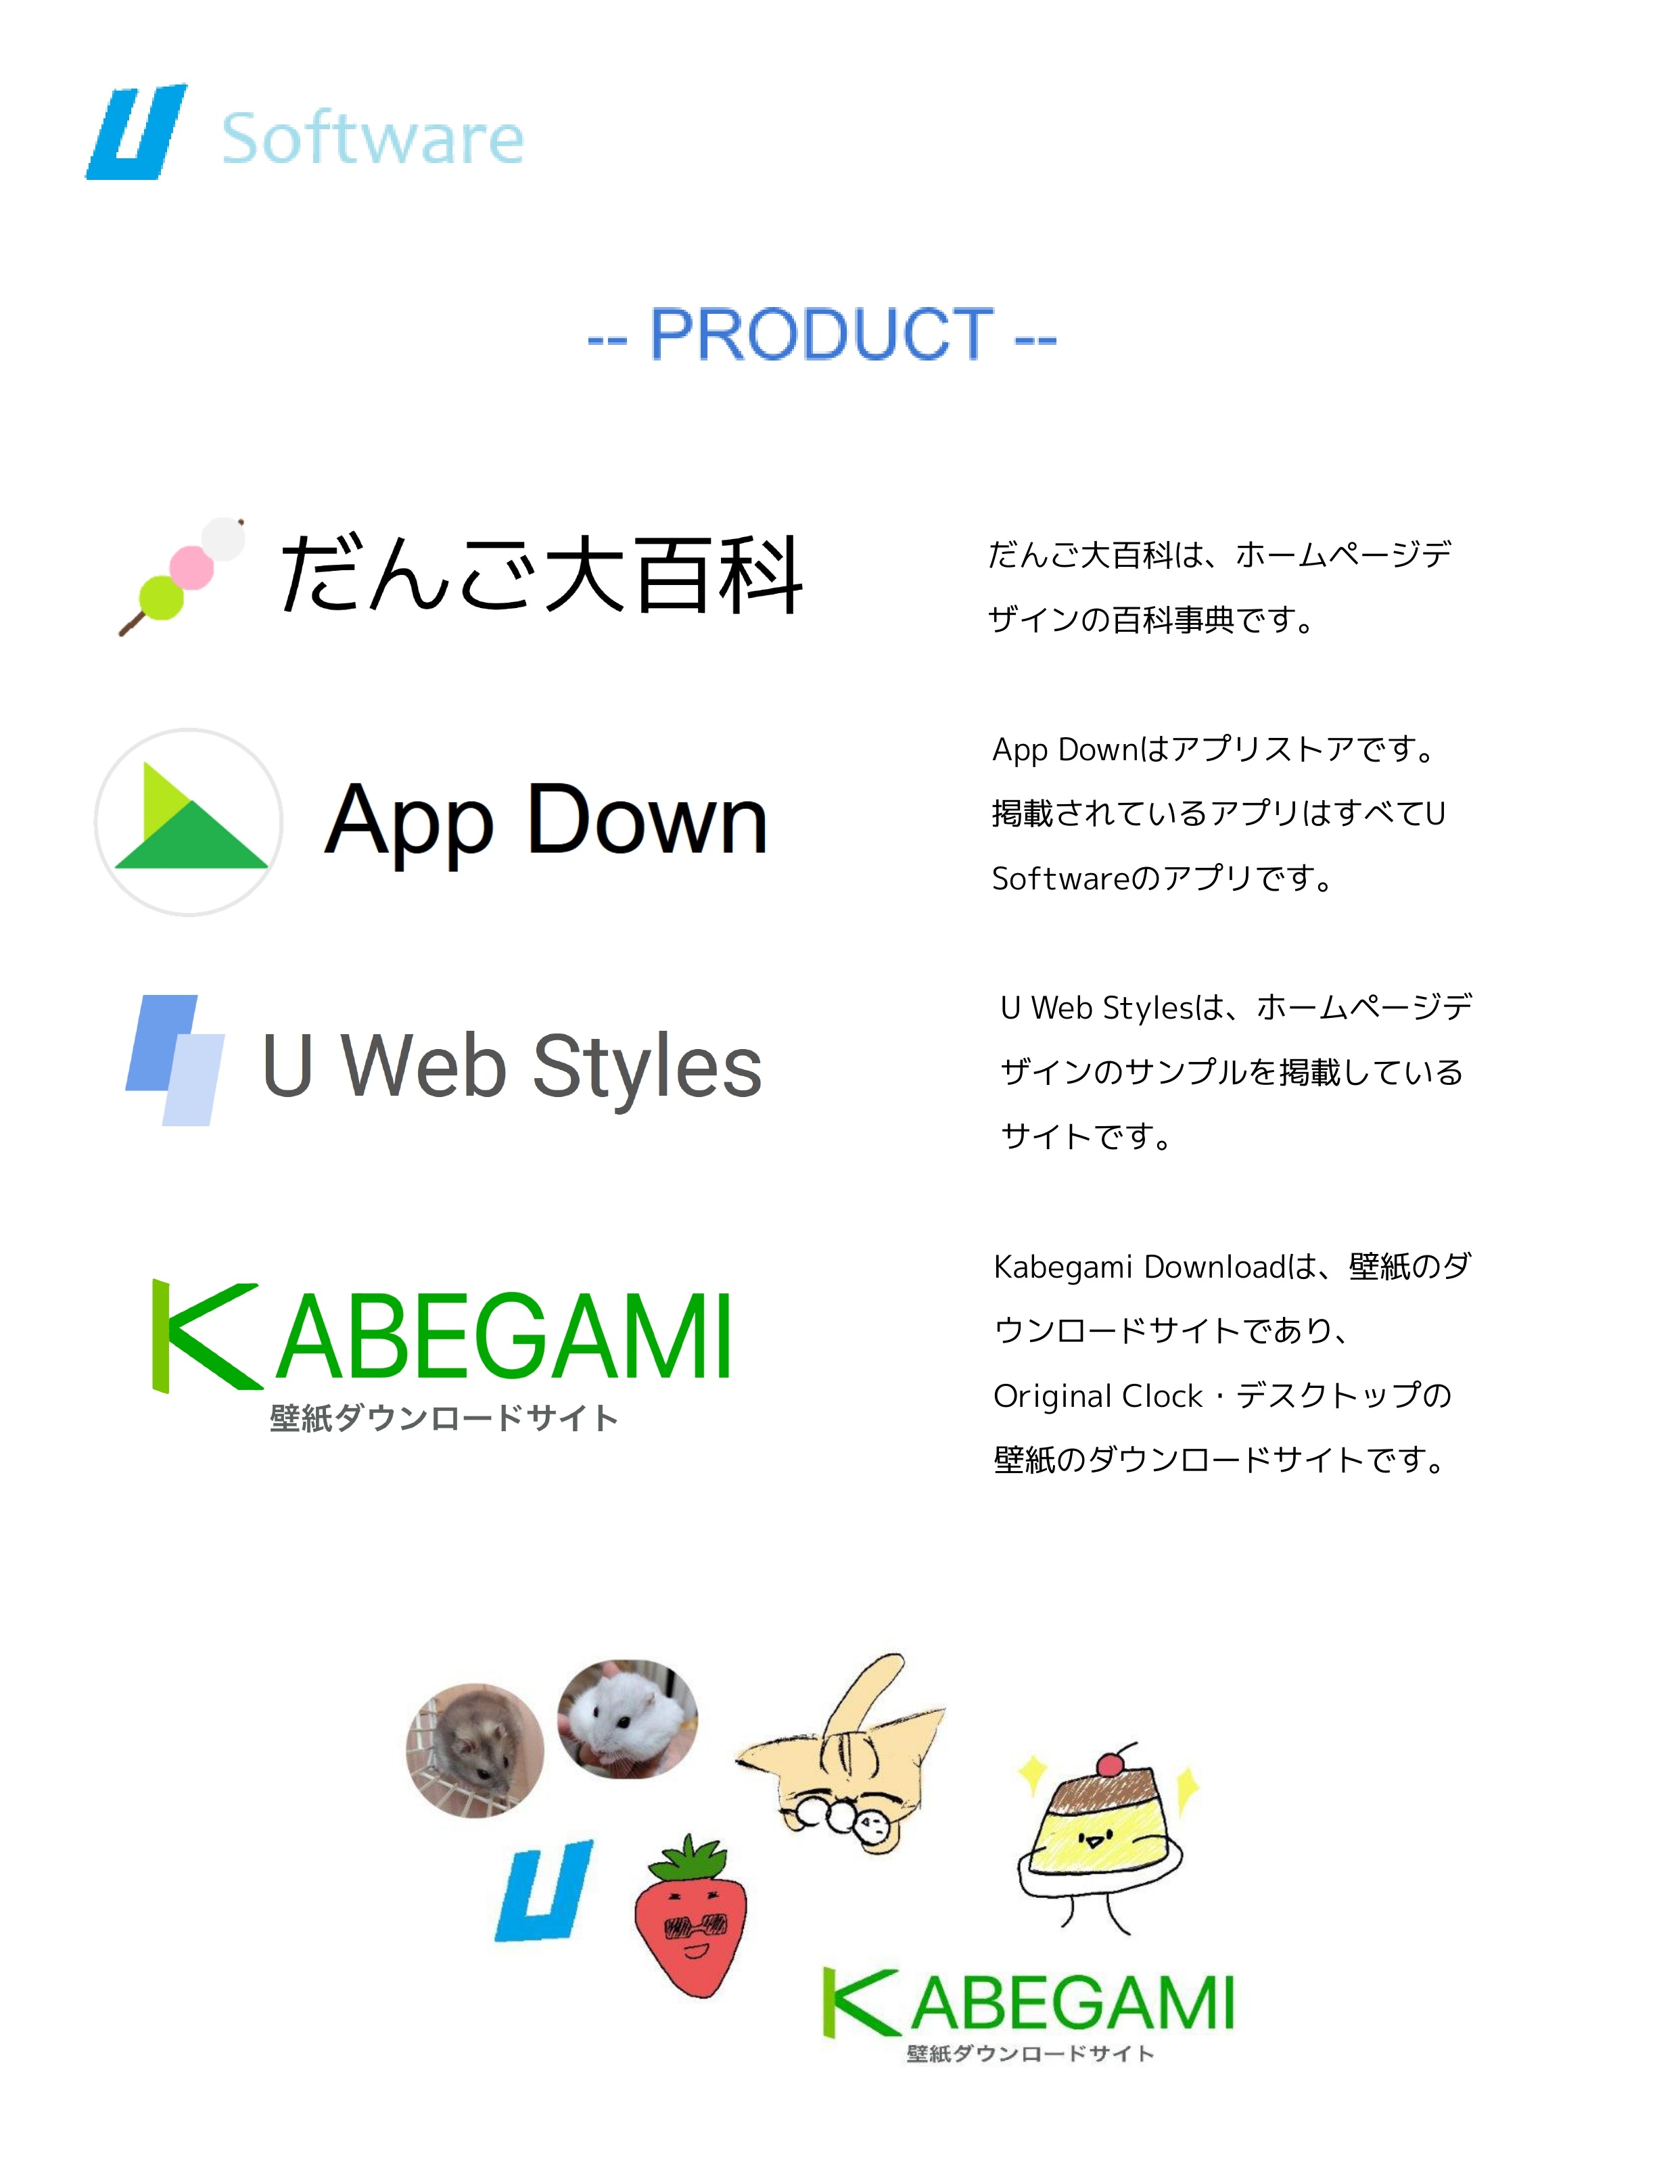 U Software
-- PRODUCT --
だんご大百科
だんご大百科は、ホームページデ
ザインの百科事典です。
App Down
App Downはアプリストアです。
掲載されているアプリはすべてU
Softwareのアプリです。
U Web Styles
U Web Stylesは、ホームページデ
ザインのサンプルを掲載している
サイトです。
KABEGAMI
壁紙ダウンロードサイト
Kabegami Downloadは、壁紙のダ
ウンロードサイトであり、
Original Clock・デスクトップの
壁紙のダウンロードサイトです。
U
KABEGAMI
壁紙ダウンロードサイト